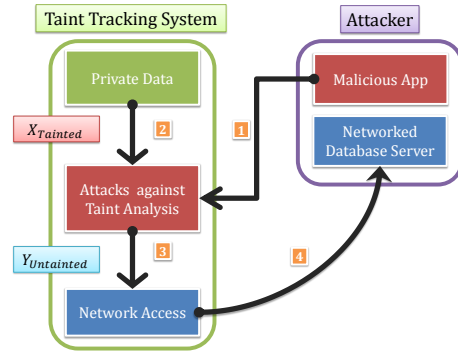 Taint Tracking System
Attacker
Private Data
Malicious App
1
2
X_Tainted
Networked
Database Server
Attacks against
Taint Analysis
3
Y_Untainted
4
Network Access